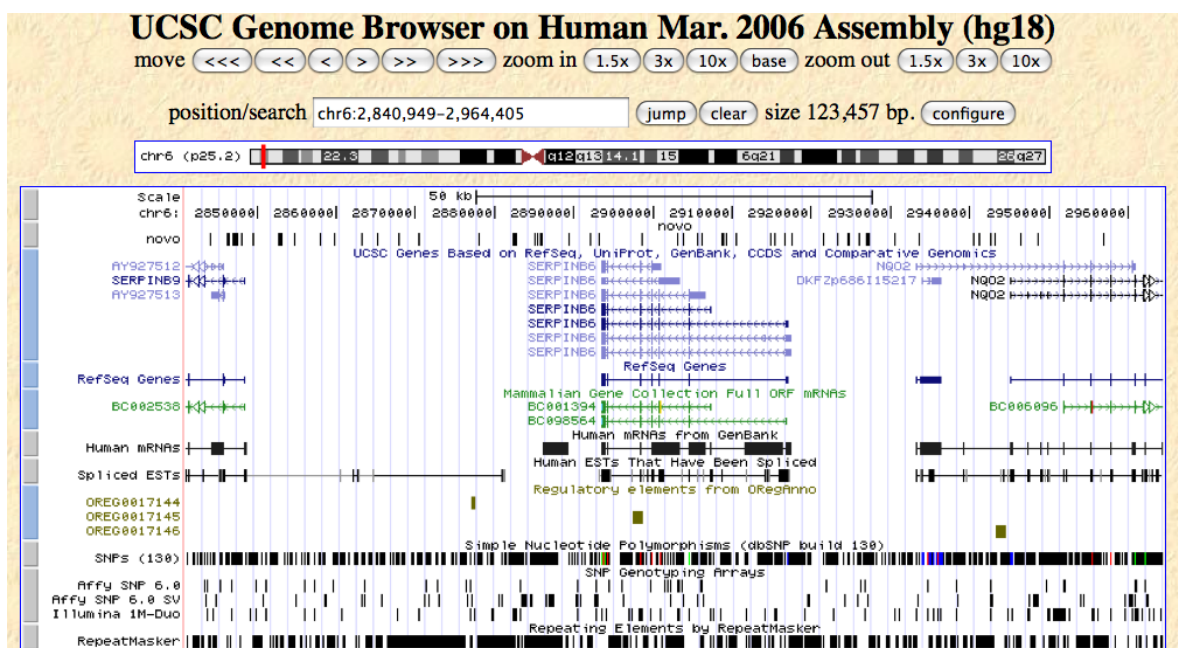 UCSC Genome Browser on Human Mar. 2006 Assembly (hg18)
move <<< << < > >> >>> zoom in 1.5x 3x 10x base zoom out 1.5x 3x 10x
position/search chr6:2,840,949-2,964,405 jump clear size 123,457 bp. configure
chr6 (p25.2) 22.3 q12 q13 14.1 15 6q21 26 q27
Scale 50 kb
chr6: 2850000| 2860000| 2870000| 2880000| 2890000| 2900000| 2910000| 2920000| 2930000| 2940000| 2950000| 2960000|
novo
novo
UCSC Genes Based on RefSeq, UniProt, GenBank, CCDS and Comparative Genomics
AY927512 SERPINB6 NQO2
SERPINB9 SERPINB6 DKFZp686I15217 NQO2
AY927513 SERPINB6 NQO2
SERPINB6
SERPINB6
SERPINB6
SERPINB6
RefSeq Genes
RefSeq Genes
Mammalian Gene Collection Full ORF mRNAs
BC002538 BC001394 BC006096
BC098564
Human mRNAs from GenBank
Human mRNAs
Human ESTs That Have Been Spliced
Spliced ESTs
Regulatory elements from ORegAnno
OREG0017144
OREG0017145
OREG0017146
Simple Nucleotide Polymorphisms (dbSNP build 130)
SNPs (130)
SNP Genotyping Arrays
Affy SNP 6.0
Affy SNP 6.0 SV
Illumina 1M-Duo
Repeating Elements by RepeatMasker
RepeatMasker